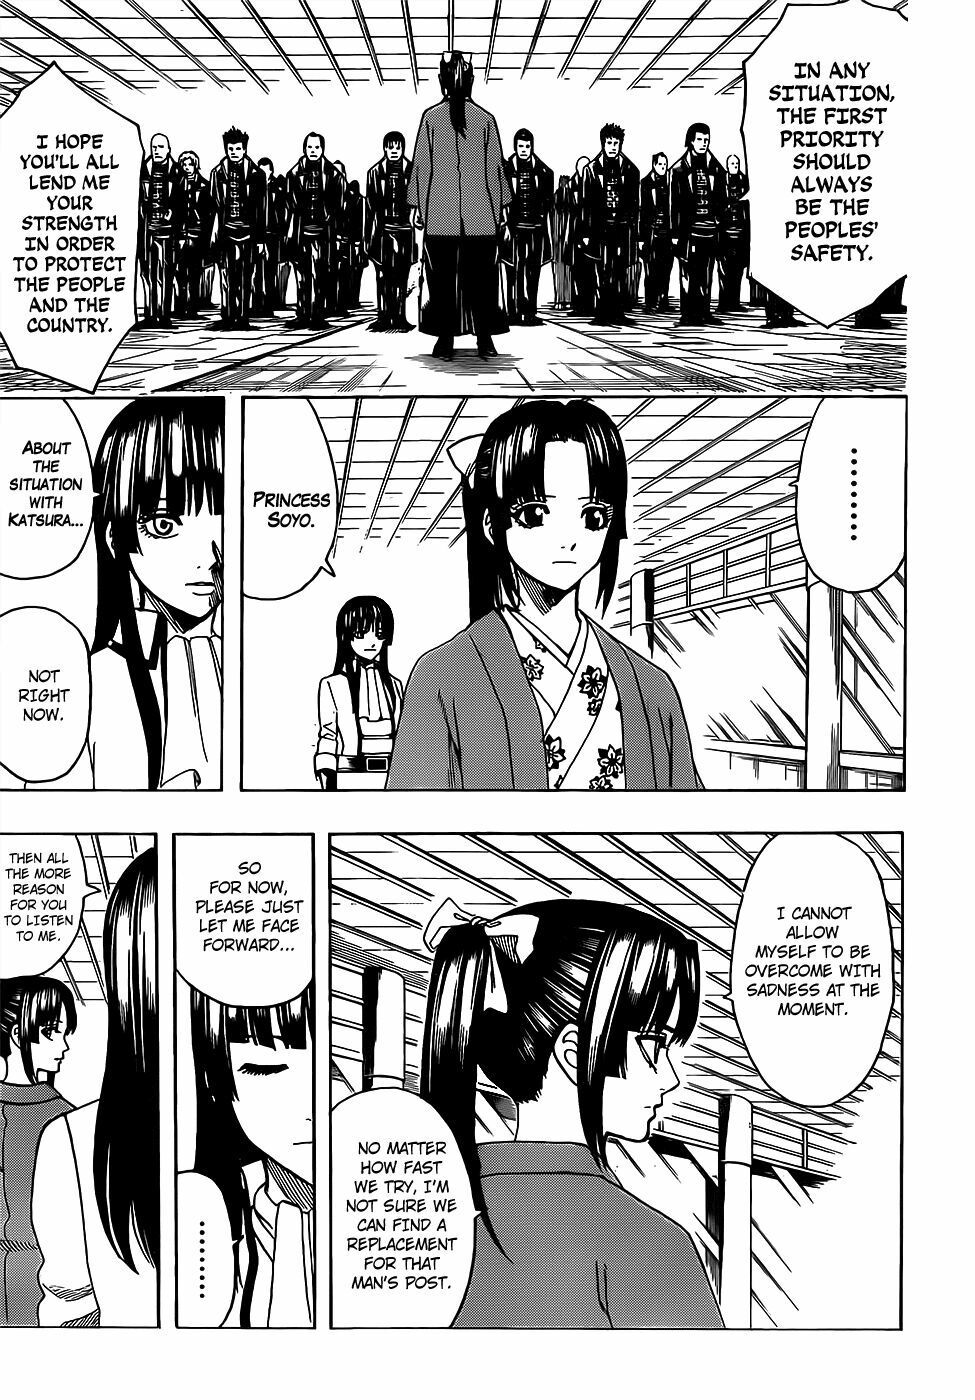 IN ANY
SITUATION,
THE FIRST
PRIORITY
SHOULD
ALWAYS
BE THE
PEOPLES'
SAFETY.
I HOPE
YOU'LL ALL
LEND ME
YOUR
STRENGTH
IN ORDER
TO PROTECT
THE PEOPLE
AND THE
COUNTRY.
.........
PRINCESS
SOYO.
ABOUT
THE
SITUATION
WITH
KATSURA...
NOT
RIGHT
NOW.
I CANNOT
ALLOW
MYSELF TO BE
OVERCOME WITH
SADNESS AT THE
MOMENT.
NO MATTER
HOW FAST
WE TRY, I'M
NOT SURE WE
CAN FIND A
REPLACEMENT
FOR THAT
MAN'S POST.
SO
FOR NOW,
PLEASE JUST
LET ME FACE
FORWARD...
......
THEN ALL
THE MORE
REASON
FOR YOU
TO LISTEN
TO ME.